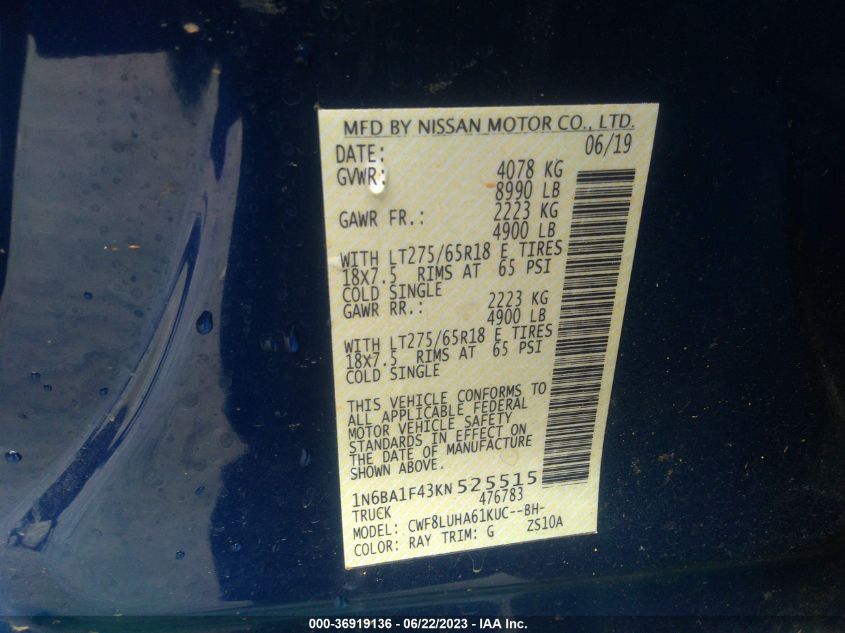 MFD BY NISSAN MOTOR CO., LTD.
DATE: 06/19
GVWR: 4078 KG
8990 LB
GAWR FR.: 2223 KG
4900 LB
WITH LT275/65R18 E TIRES
18X7.5 RIMS AT 65 PSI
COLD SINGLE
GAWR RR.: 2223 KG
4900 LB
WITH LT275/65R18 E TIRES
18X7.5 RIMS AT 65 PSI
COLD SINGLE
THIS VEHICLE CONFORMS TO
ALL APPLICABLE FEDERAL
MOTOR VEHICLE SAFETY
STANDARDS IN EFFECT ON
THE DATE OF MANUFACTURE
SHOWN ABOVE.
1N6BA1F43KN525515
TRUCK 476783
MODEL: CWF8LUHA61KUC--BH-
COLOR: RAY TRIM: G ZS10A
000-36919136 - 06/22/2023 - IAA Inc.